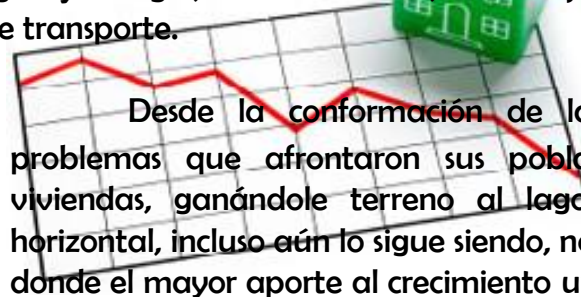 e transporte.
Desde la conformación de la
problemas que afrontaron sus pobla
viviendas, ganándole terreno al lago
horizontal, incluso aún lo sigue siendo, n
donde el mayor aporte al crecimiento u